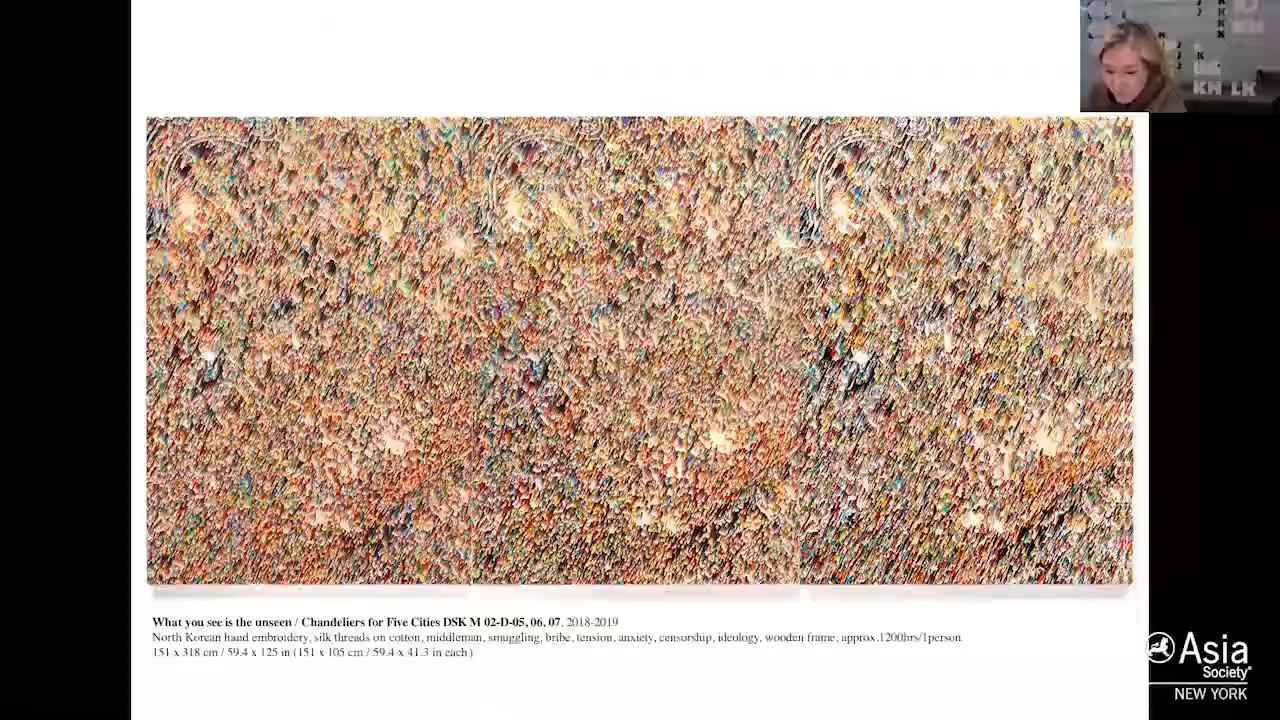 What you see is the unseen / Chandeliers for Five Cities DSK M 02-D-05, 06, 07, 2018-2019
North Korean hand embroidery, silk threads on cotton, middleman, smuggling, bribe, tension, anxiety, censorship, ideology, wooden frame, approx.1200hrs/1person
151 x 318 cm / 59.4 x 125 in (151 x 105 cm / 59.4 x 41.3 in each)
Asia
Society
NEW YORK